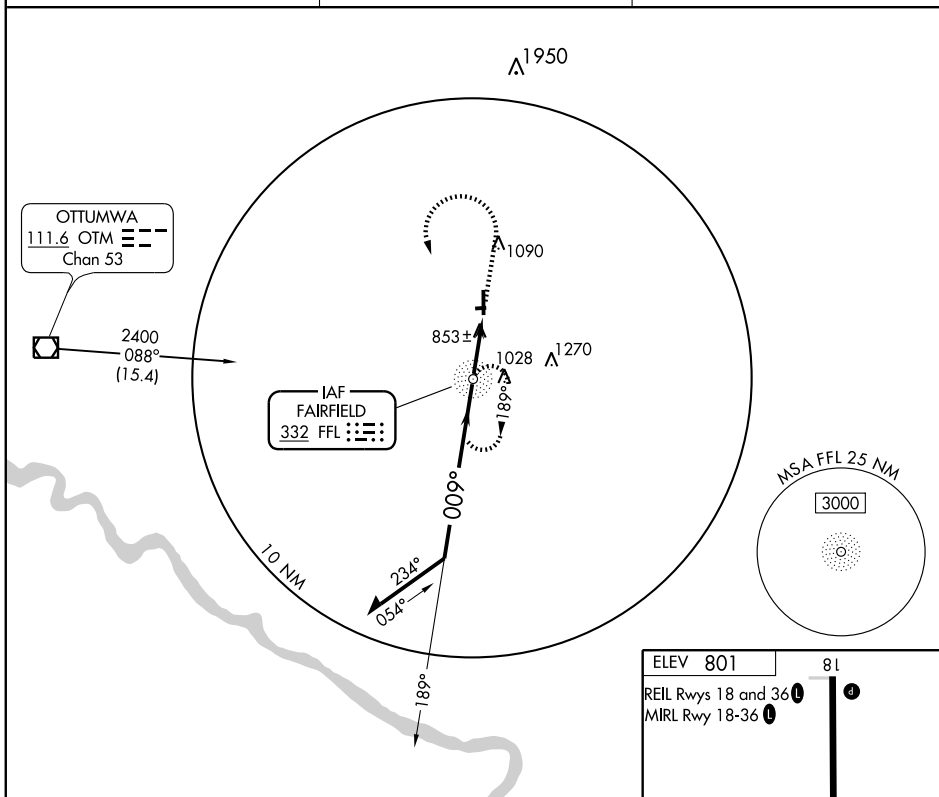 1950
OTTUMWA
111.6 OTM
Chan 53
1090
2400
088°
(15.4)
853±
1028
1270
IAF
FAIRFIELD
332 FFL
189°
009°
MSA FFL 25 NM
3000
10 NM
234°
054°
189°
ELEV 801
18
REIL Rwys 18 and 36 L
P
MIRL Rwy 18-36 L